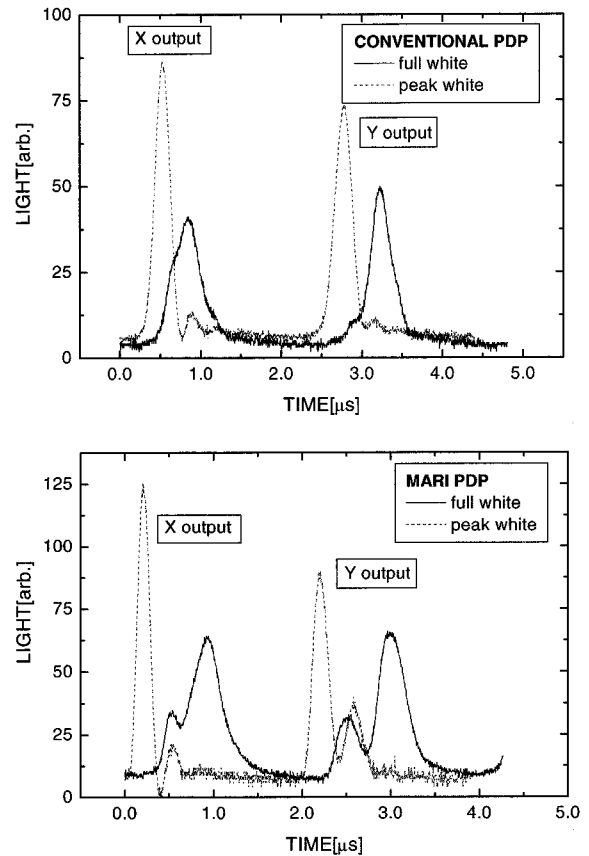 100
75
50
25
0
LIGHT[arb.]
X output
CONVENTIONAL PDP
full white
peak white
Y output
0.0 1.0 2.0 3.0 4.0 5.0
TIME[μs]
125
100
75
50
25
0
LIGHT[arb.]
MARI PDP
full white
peak white
X output
Y output
0.0 1.0 2.0 3.0 4.0 5.0
TIME[μs]